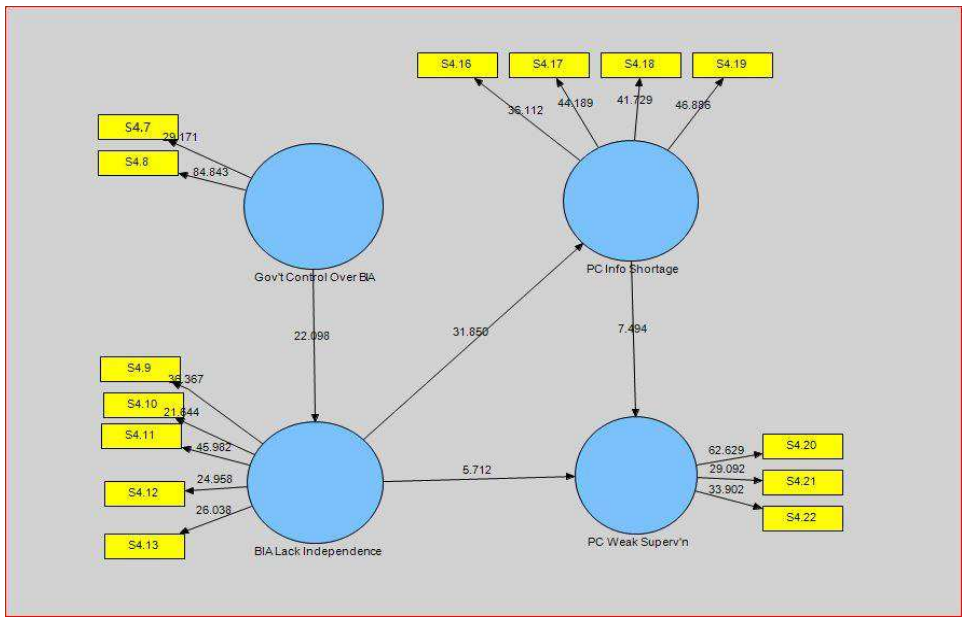 S4.16
S4.17
S4.18
S4.19
36.112
44.189
41.729
46.886
S4.7
29.171
S4.8
84.843
Gov't Control Over BIA
PC Info Shortage
22.098
31.850
7.494
S4.9
36.367
S4.10
21.644
S4.11
45.982
S4.12
24.958
S4.13
26.038
BIA Lack Independence
5.712
S4.20
62.629
S4.21
29.092
S4.22
33.902
PC Weak Superv'n